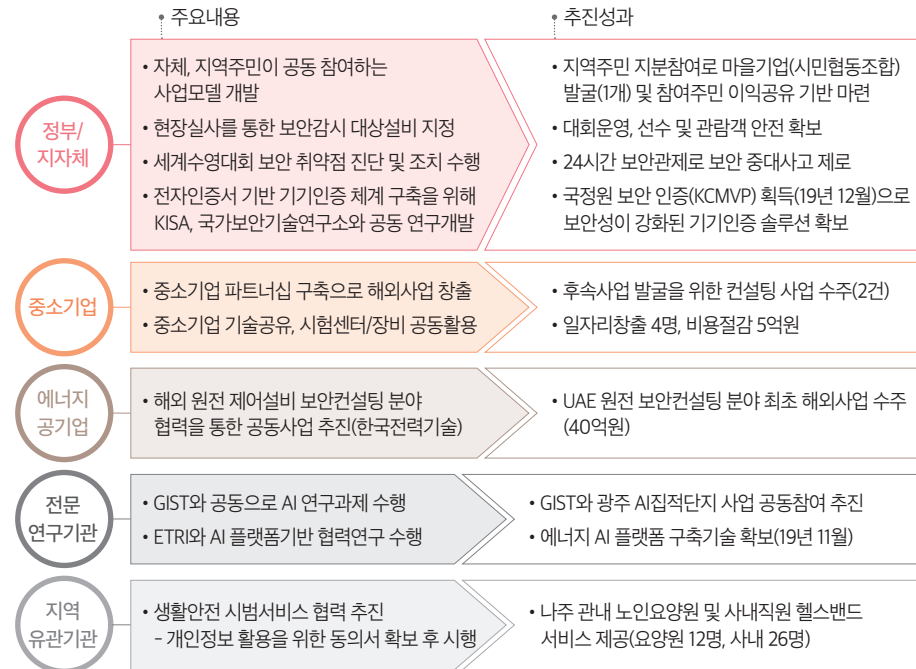 주요내용
추진성과
정부/
지자체
• 자체, 지역주민이 공동 참여하는
사업모델 개발
• 현장실사를 통한 보안감시 대상설비 지정
• 세계수영대회 보안 취약점 진단 및 조치 수행
• 전자인증서 기반 기기인증 체계 구축을 위해
KISA, 국가보안기술연구소와 공동 연구개발
• 지역주민 지분참여로 마을기업(시민협동조합)
발굴(1개) 및 참여주민 이익공유 기반 마련
• 대회운영, 선수 및 관람객 안전 확보
• 24시간 보안관제로 보안 중대사고 제로
• 국정원 보안 인증(KCMVP) 획득(19년 12월)으로
보안성이 강화된 기기인증 솔루션 확보
중소기업
• 중소기업 파트너십 구축으로 해외사업 창출
• 중소기업 기술공유, 시험센터/장비 공동활용
• 후속사업 발굴을 위한 컨설팅 사업 수주(2건)
• 일자리창출 4명, 비용절감 5억원
에너지
공기업
• 해외 원전 제어설비 보안컨설팅 분야
협력을 통한 공동사업 추진(한국전력기술)
• UAE 원전 보안컨설팅 분야 최초 해외사업 수주
(40억원)
전문
연구기관
• GIST와 공동으로 AI 연구과제 수행
• ETRI와 AI 플랫폼기반 협력연구 수행
• GIST와 광주 AI집적단지 사업 공동참여 추진
• 에너지 AI 플랫폼 구축기술 확보(19년 11월)
지역
유관기관
• 생활안전 시범서비스 협력 추진
- 개인정보 활용을 위한 동의서 확보 후 시행
• 나주 관내 노인요양원 및 사내직원 헬스밴드
서비스 제공(요양원 12명, 사내 26명)